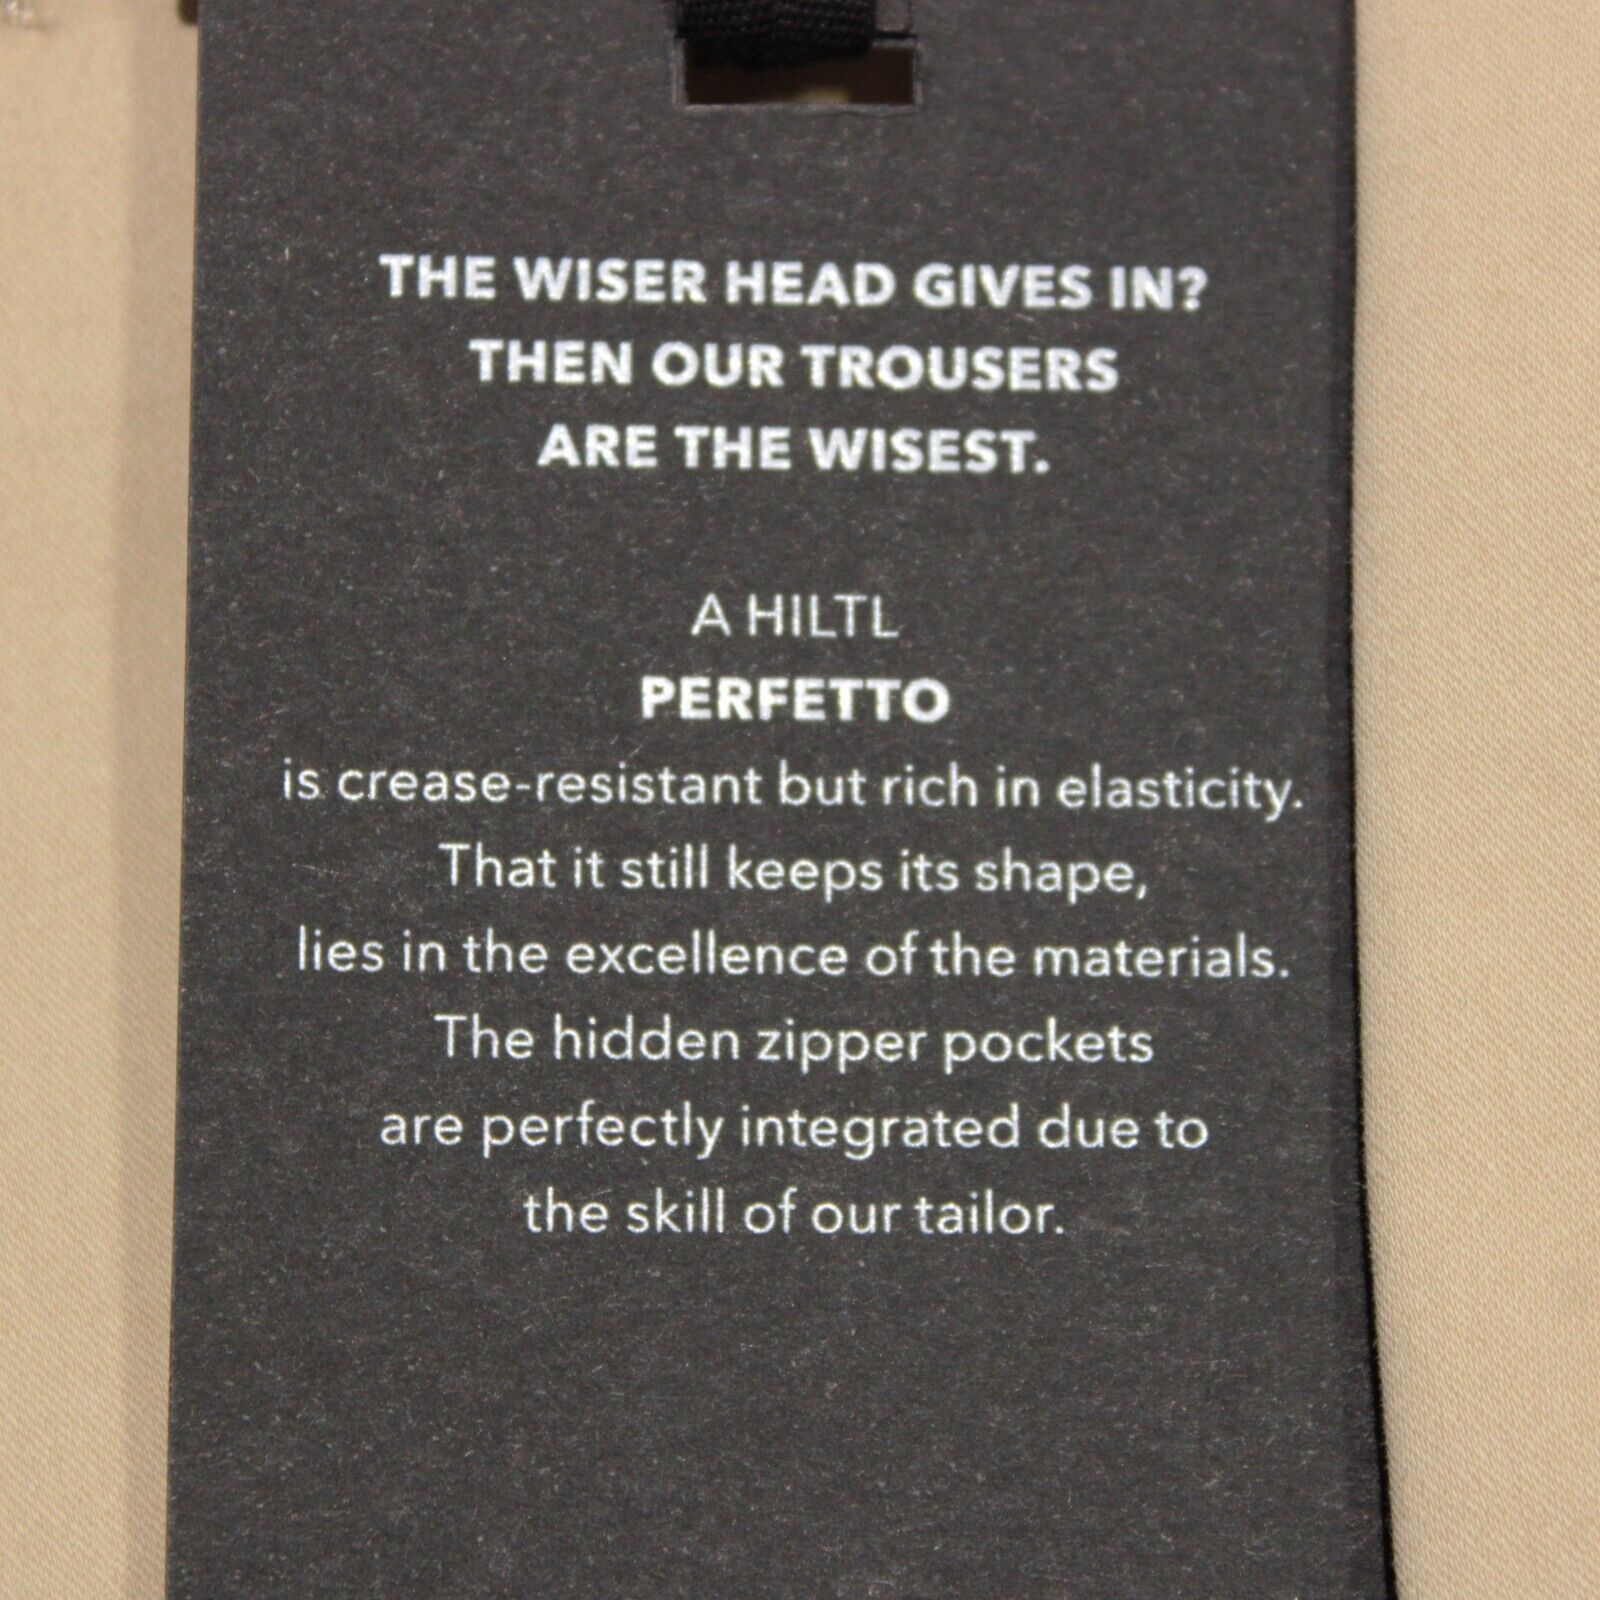 THE WISER HEAD GIVES IN?
THEN OUR TROUSERS
ARE THE WISEST.
A HILTL
PERFETTO
is crease-resistant but rich in elasticity.
That it still keeps its shape,
lies in the excellence of the materials.
The hidden zipper pockets
are perfectly integrated due to
the skill of our tailor.